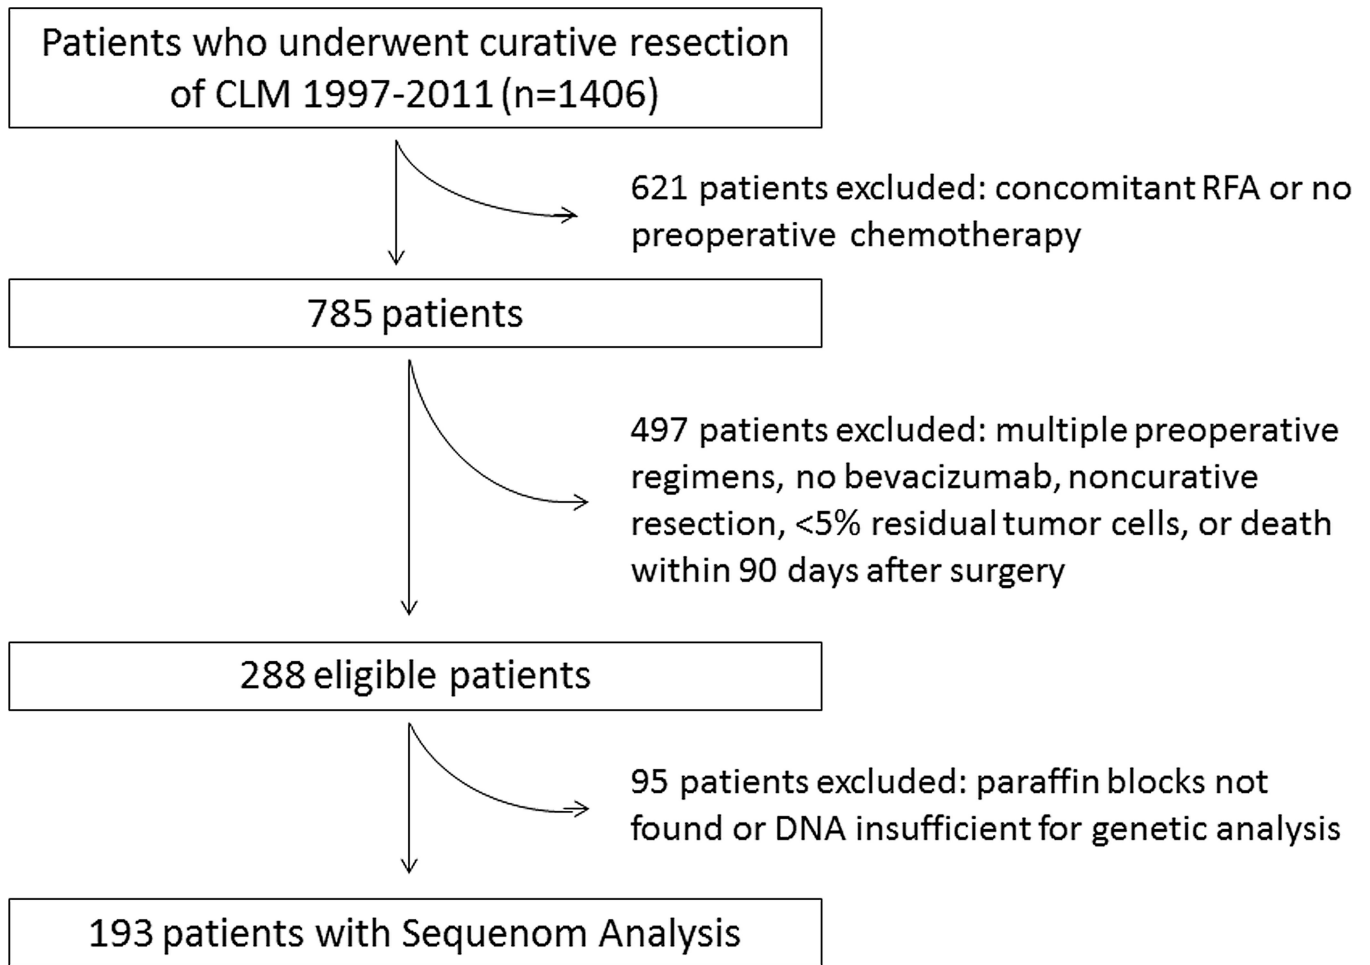 Patients who underwent curative resection
of CLM 1997-2011 (n=1406)
621 patients excluded: concomitant RFA or no
preoperative chemotherapy
785 patients
497 patients excluded: multiple preoperative
regimens, no bevacizumab, noncurative
resection, <5% residual tumor cells, or death
within 90 days after surgery
288 eligible patients
95 patients excluded: paraffin blocks not
found or DNA insufficient for genetic analysis
193 patients with Sequenom Analysis